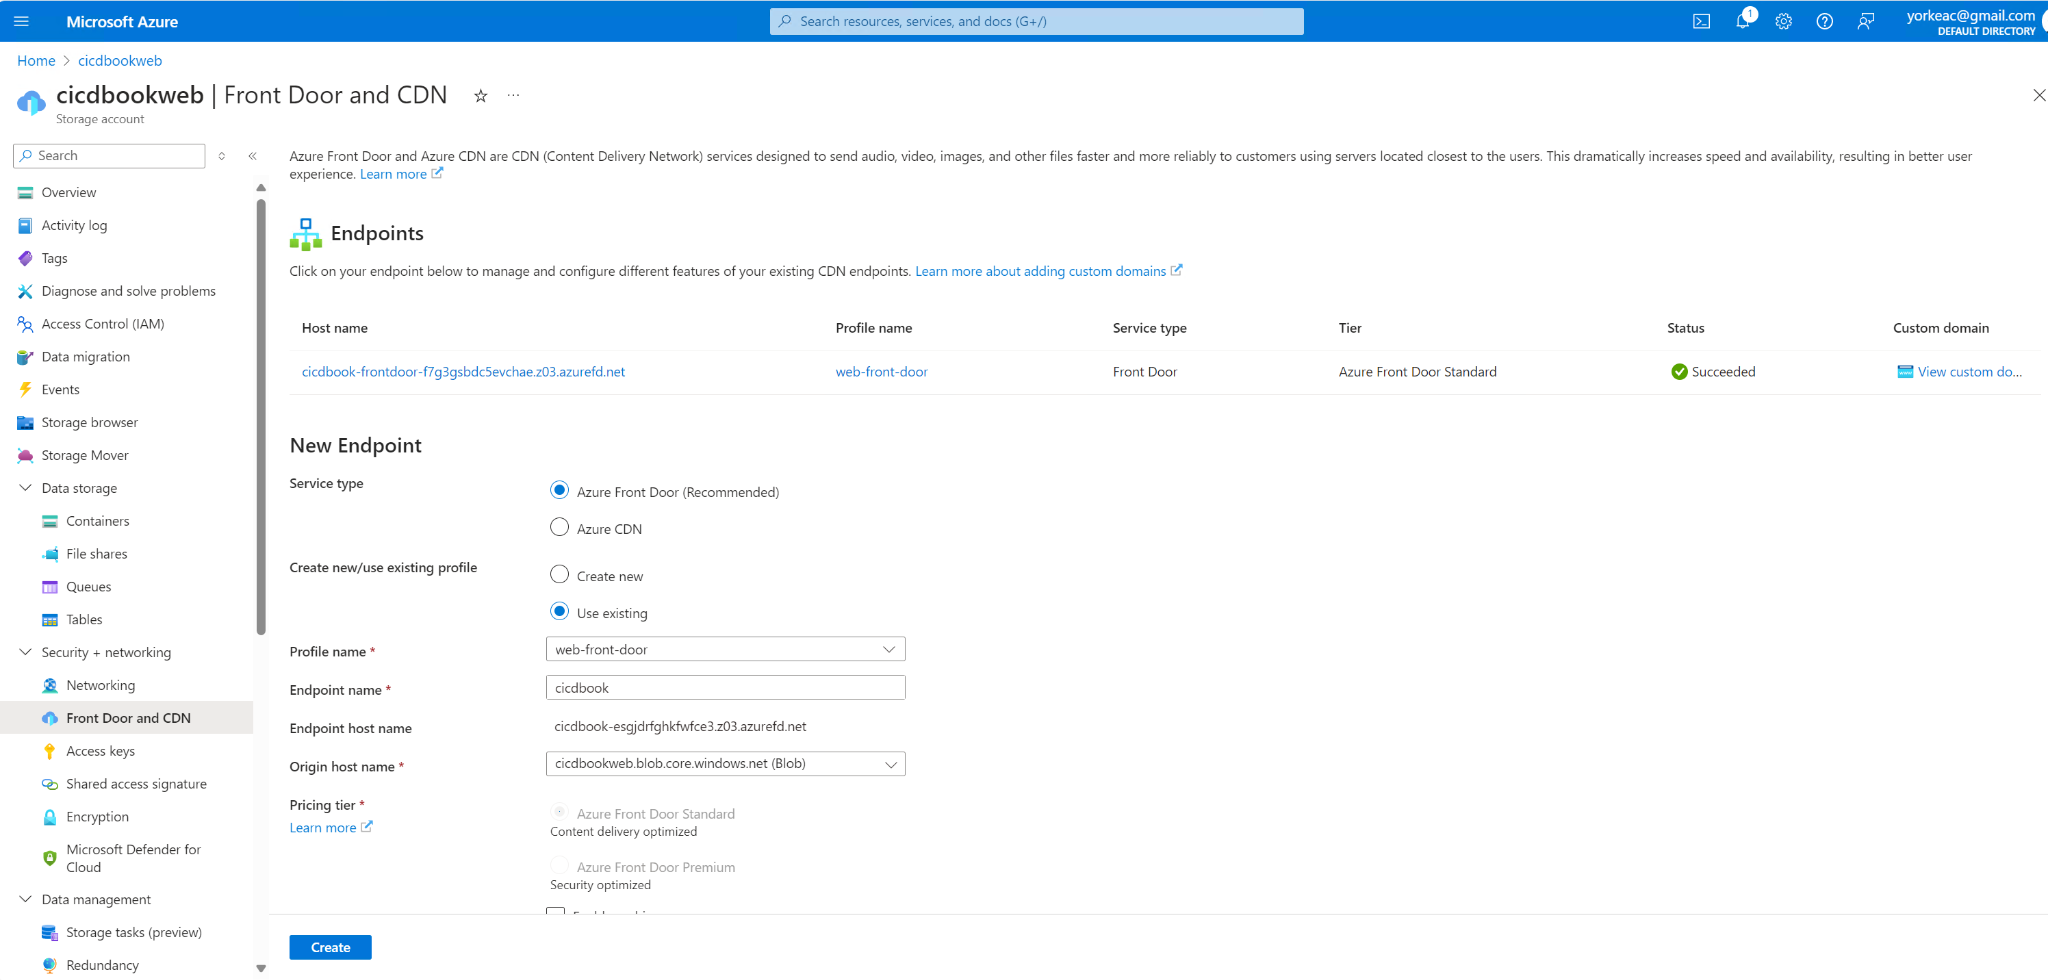 Microsoft Azure
Search resources, services, and docs (G+/)
1
yorkeac@gmail.com
DEFAULT DIRECTORY
Home > cicdbookweb
cicdbookweb | Front Door and CDN
Storage account
Search
Overview
Activity log
Tags
Diagnose and solve problems
Access Control (IAM)
Data migration
Events
Storage browser
Storage Mover
Data storage
Containers
File shares
Queues
Tables
Security + networking
Networking
Front Door and CDN
Access keys
Shared access signature
Encryption
Microsoft Defender for
Cloud
Data management
Storage tasks (preview)
Redundancy
Azure Front Door and Azure CDN are CDN (Content Delivery Network) services designed to send audio, video, images, and other files faster and more reliably to customers using servers located closest to the users. This dramatically increases speed and availability, resulting in better user
experience. Learn more
Endpoints
Click on your endpoint below to manage and configure different features of your existing CDN endpoints. Learn more about adding custom domains
Host name Profile name Service type Tier Status Custom domain
cicdbook-frontdoor-f7g3gsbdc5evchae.z03.azurefd.net web-front-door Front Door Azure Front Door Standard Succeeded View custom do...
New Endpoint
Service type
Azure Front Door (Recommended)
Azure CDN
Create new/use existing profile
Create new
Use existing
Profile name * web-front-door
Endpoint name * cicdbook
Endpoint host name cicdbook-esgjdrfghkfwfce3.z03.azurefd.net
Origin host name * cicdbookweb.blob.core.windows.net (Blob)
Pricing tier *
Learn more
Azure Front Door Standard
Content delivery optimized
Azure Front Door Premium
Security optimized
Create